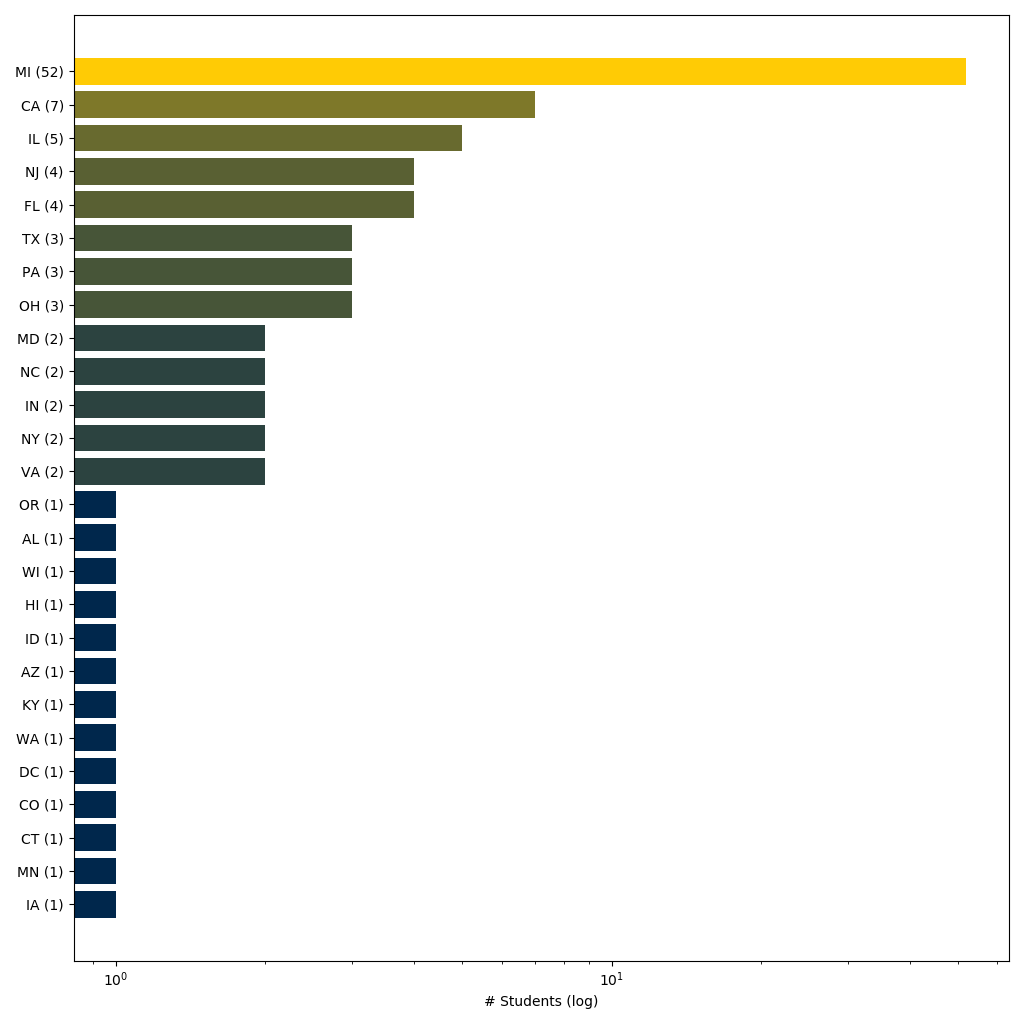 MI (52)
CA (7)
IL (5)
NJ (4)
FL (4)
TX (3)
PA (3)
OH (3)
MD (2)
NC (2)
IN (2)
NY (2)
VA (2)
OR (1)
AL (1)
WI (1)
HI (1)
ID (1)
AZ (1)
KY (1)
WA (1)
DC (1)
CO (1)
CT (1)
MN (1)
IA (1)
10⁰ 10¹
# Students (log)